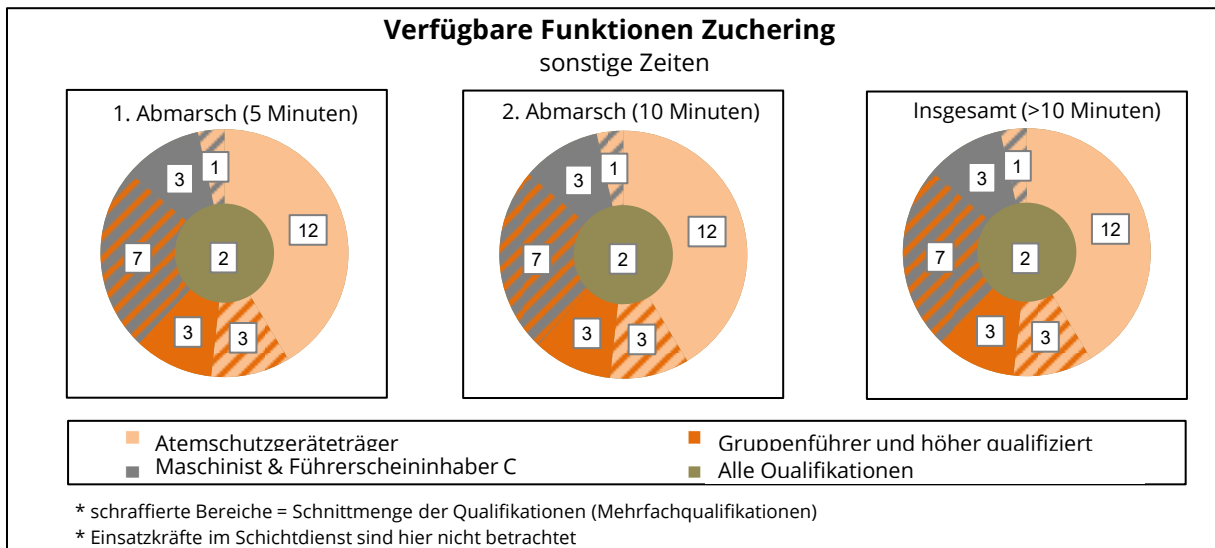 Verfügbare Funktionen Zuchering
sonstige Zeiten
1. Abmarsch (5 Minuten)
3
1
12
7
2
3
3
2. Abmarsch (10 Minuten)
3
1
12
7
2
3
3
Insgesamt (>10 Minuten)
3
1
12
7
2
3
3
Atemschutzgeräteträger
Gruppenführer und höher qualifiziert
Maschinist & Führerscheininhaber C
Alle Qualifikationen
* schraffierte Bereiche = Schnittmenge der Qualifikationen (Mehrfachqualifikationen)
* Einsatzkräfte im Schichtdienst sind hier nicht betrachtet